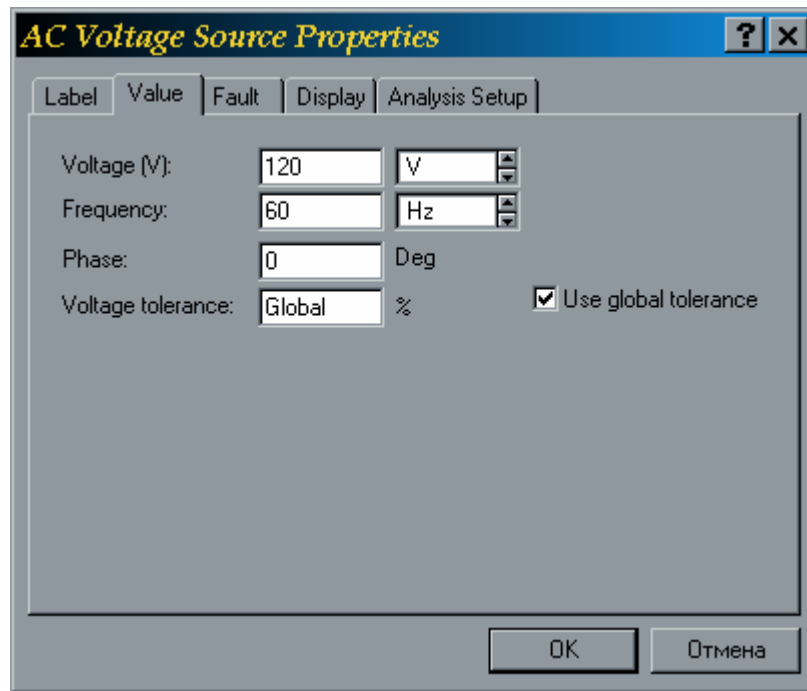 AC Voltage Source Properties
Label Value Fault Display Analysis Setup
Voltage (V): 120 V
Frequency: 60 Hz
Phase: 0 Deg
Voltage tolerance: Global % Use global tolerance
OK Отмена